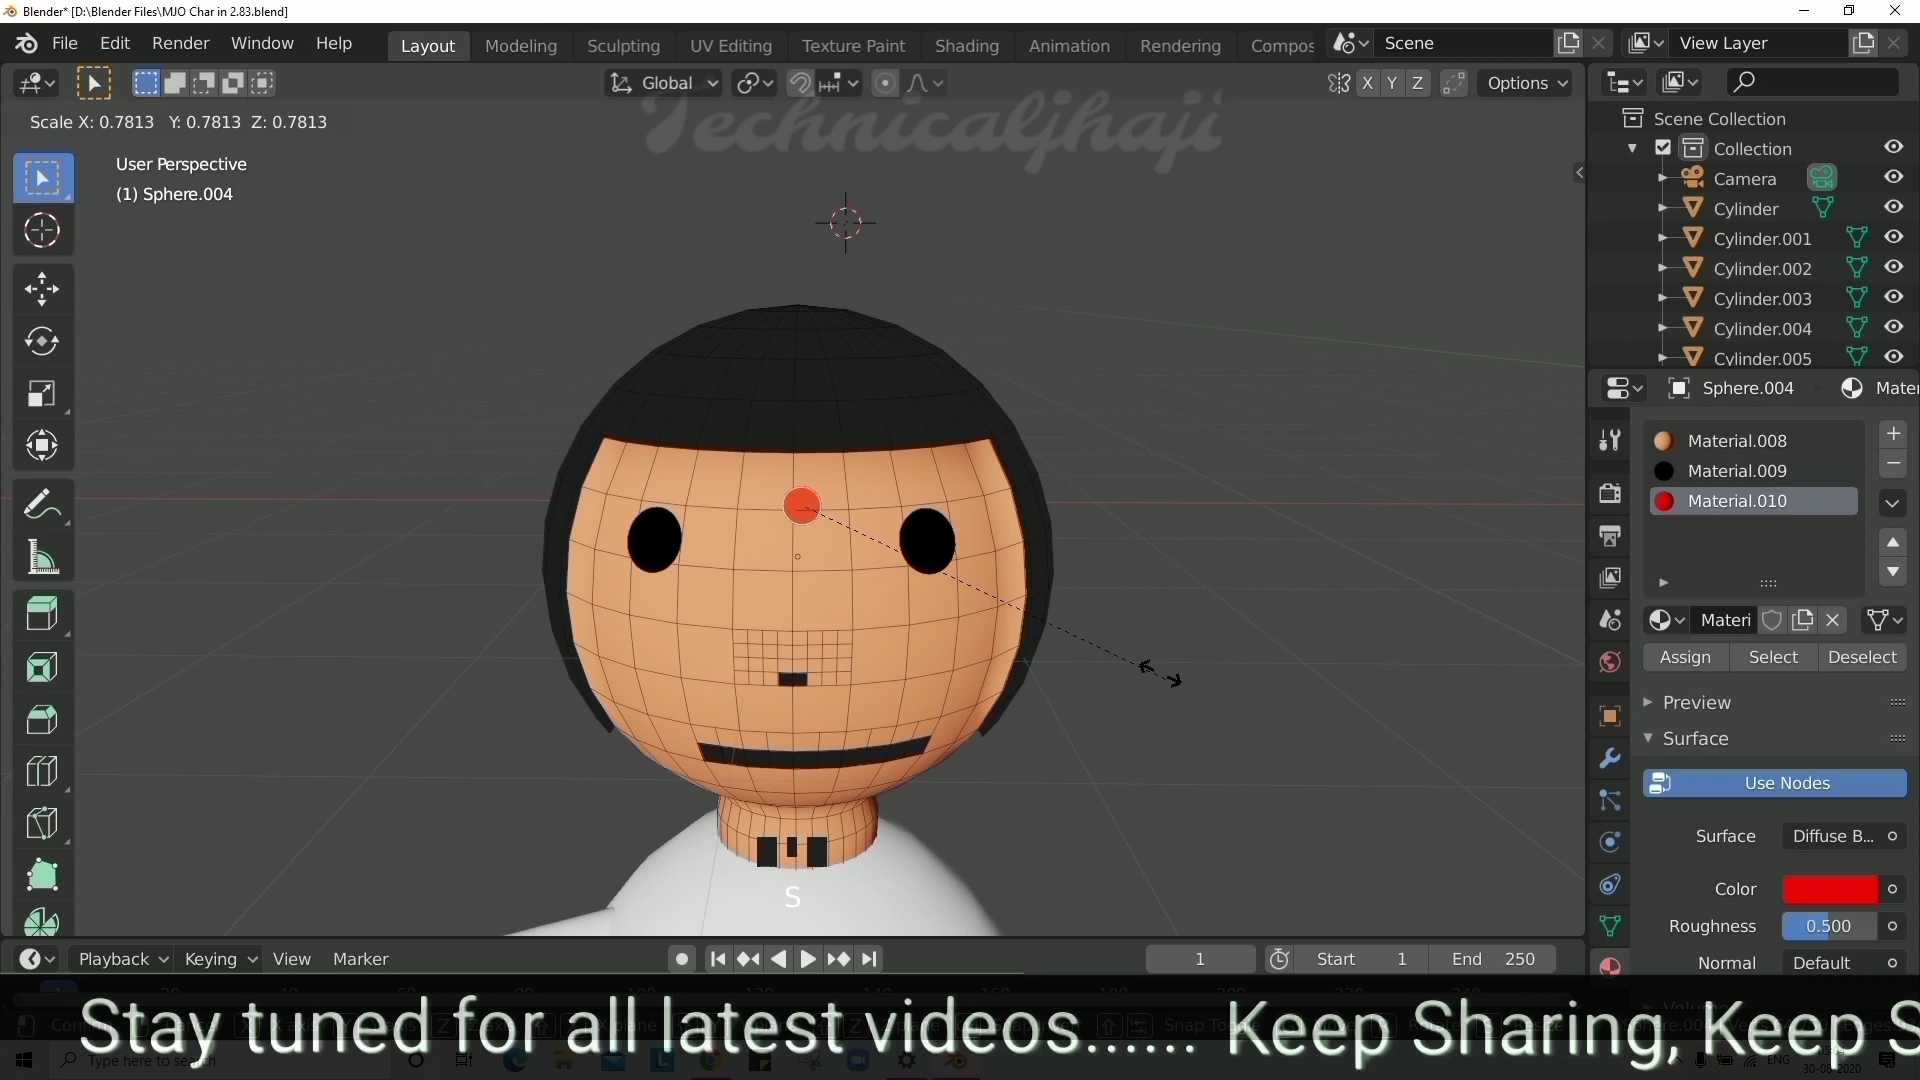 Blender* [D:\Blender Files\MJO Char in 2.83.blend]
File Edit Render Window Help Layout Modeling Sculpting UV Editing Texture Paint Shading Animation Rendering Compos Scene View Layer
Global X Y Z Options
Technicaljhaji
Scale X: 0.7813 Y: 0.7813 Z: 0.7813
User Perspective
(1) Sphere.004
Scene Collection
Collection
Camera
Cylinder
Cylinder.001
Cylinder.002
Cylinder.003
Cylinder.004
Cylinder.005
Sphere.004 Mater
Material.008
Material.009
Material.010
Materi
Assign Select Deselect
Preview
Surface
Use Nodes
Surface Diffuse B...
Color
Roughness 0.500
Normal Default
S
Playback Keying View Marker 1 Start 1 End 250
Stay tuned for all latest videos...... Keep Sharing, Keep S
Type here to search
ENG
30-08-2020